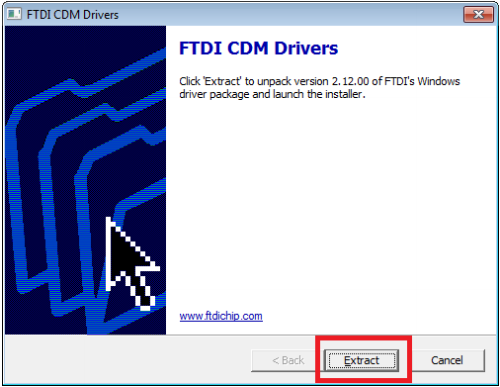 FTDI CDM Drivers
FTDI CDM Drivers
Click 'Extract' to unpack version 2.12.00 of FTDI's Windows
driver package and launch the installer.
www.ftdichip.com
< Back
Extract
Cancel